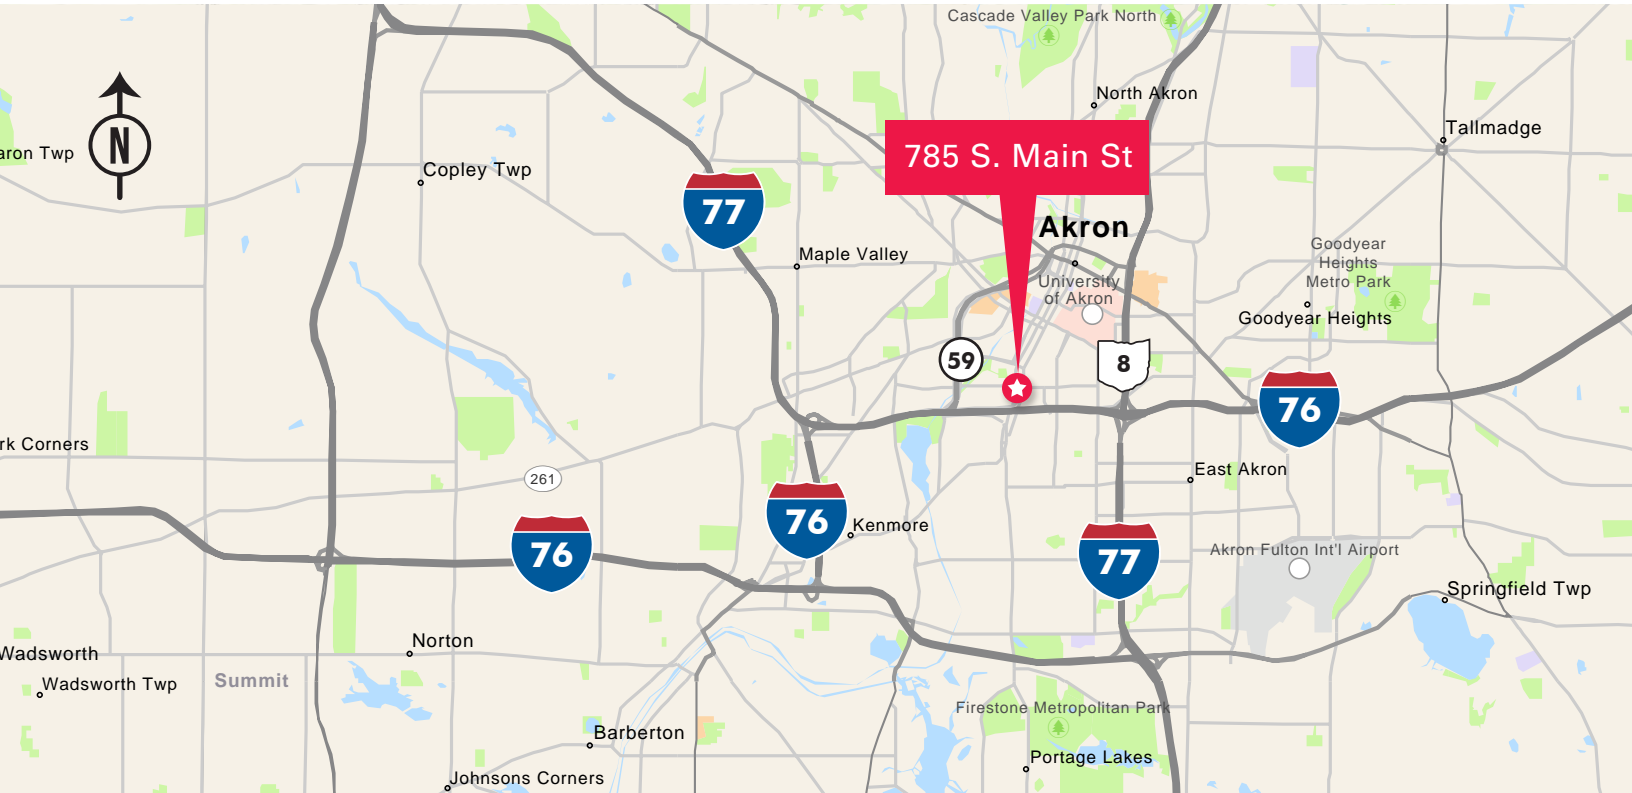 Cascade Valley Park North
North Akron
Tallmadge
N
aron Twp
785 S. Main St
Copley Twp
77
Akron
Maple Valley
Goodyear
Heights
Metro Park
University
of Akron
Goodyear Heights
59
8
76
rk Corners
261
East Akron
76
Kenmore
76
77
Akron Fulton Int'l Airport
Springfield Twp
Norton
Wadsworth
Summit
Wadsworth Twp
Firestone Metropolitan Park
Barberton
Portage Lakes
Johnsons Corners